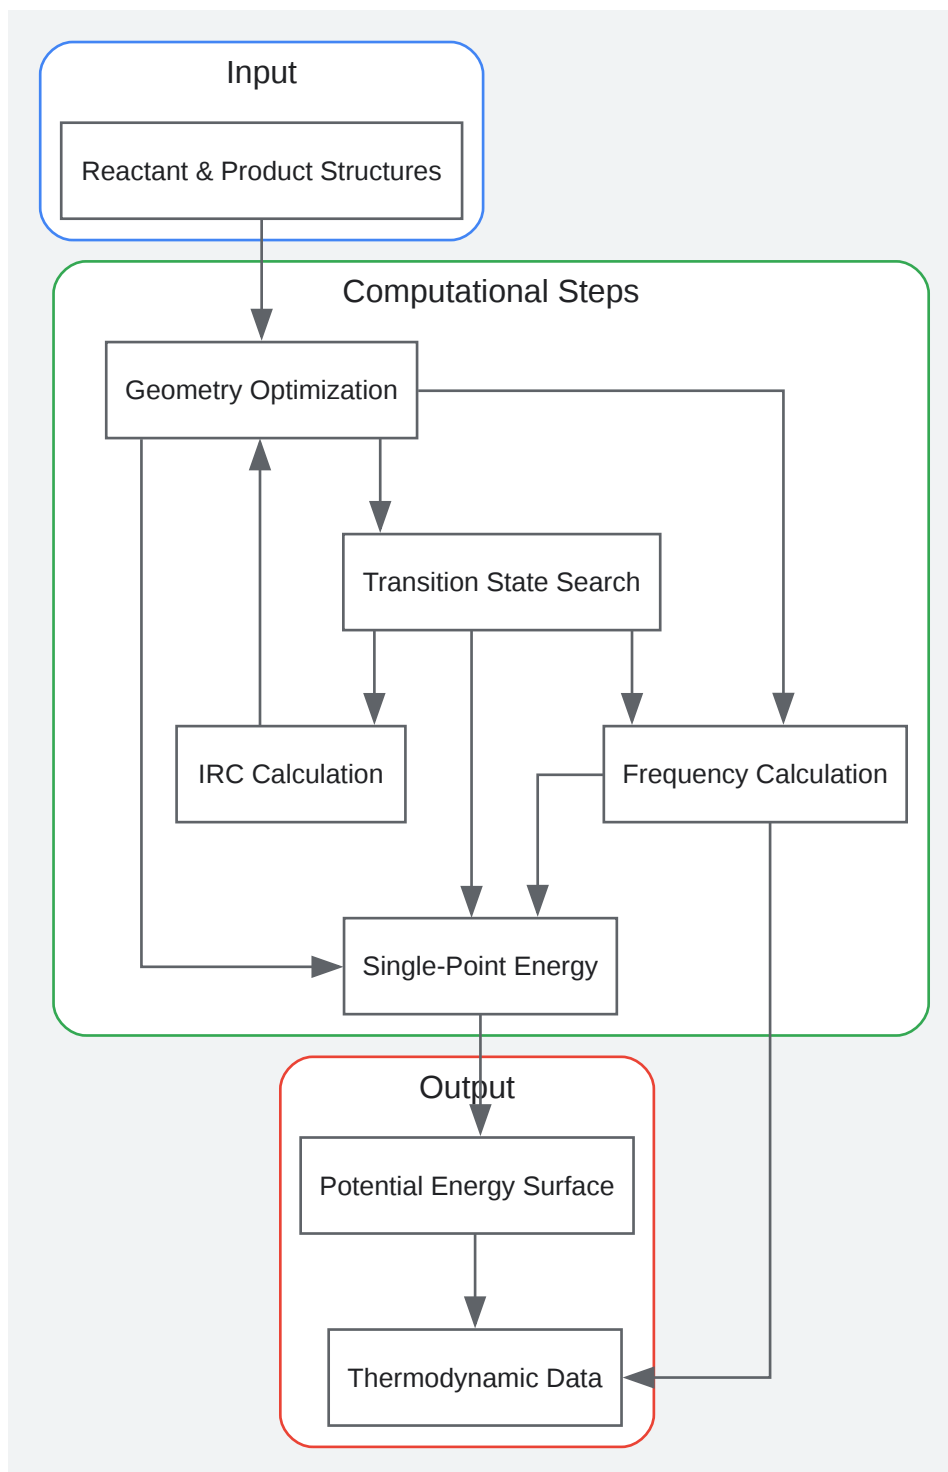 Input
Reactant & Product Structures
Computational Steps
Geometry Optimization
Transition State Search
IRC Calculation
Frequency Calculation
Single-Point Energy
Output
Potential Energy Surface
Thermodynamic Data